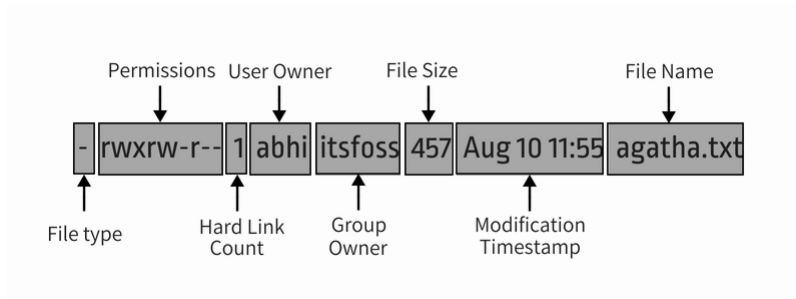 Permissions User Owner File Size File Name
- rwxrw-r-- 1 abhi itsfoss 457 Aug 10 11:55 agatha.txt
File type
Hard Link
Count
Group
Owner
Modification
Timestamp